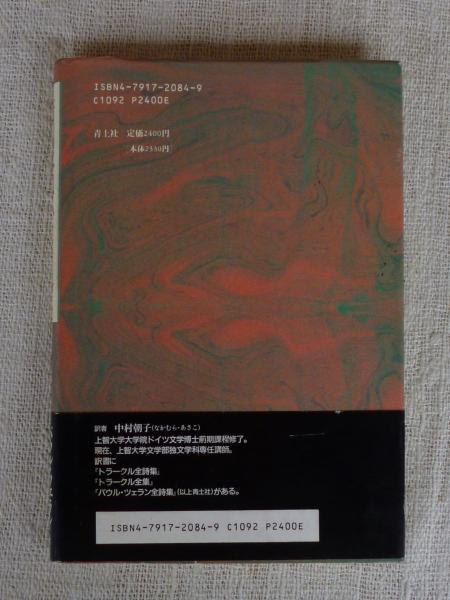 ISBN4-7917-2084-9
C1092 P2400E
青土社 定価2400円
本体2330円
訳者 中村朝子(なかむら・あさこ)
上智大学大学院ドイツ文学博士前期課程修了。
現在、上智大学文学部独文学科専任講師。
訳書に
『トラークル全詩集』
『トラークル全集』
『パウル・ツェラン全詩集』(以上青土社)がある。
ISBN4-7917-2084-9 C1092 P2400E